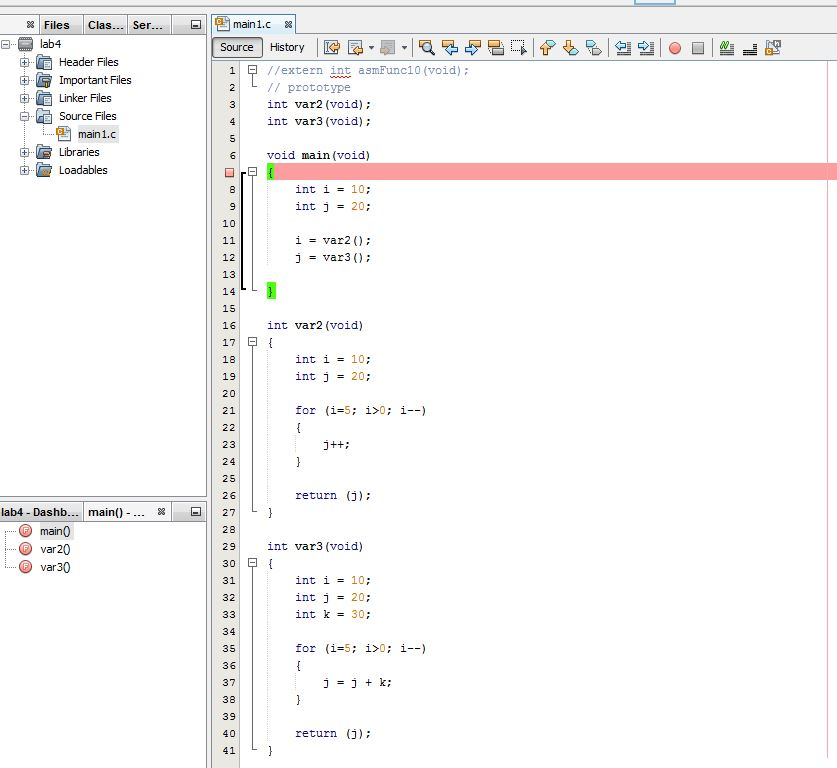 Files Clas... Ser...
lab4
Header Files
Important Files
Linker Files
Source Files
main1.c
Libraries
Loadables
lab4 - Dashb... main() - ...
main()
var2()
var3()
main1.c
Source History
1 //extern int asmFunc10(void);
2 // prototype
3 int var2(void);
4 int var3(void);
5
6 void main(void)
{
8 int i = 10;
9 int j = 20;
10
11 i = var2();
12 j = var3();
13
14 }
15
16 int var2(void)
17 {
18 int i = 10;
19 int j = 20;
20
21 for (i=5; i>0; i--)
22 {
23 j++;
24 }
25
26 return (j);
27 }
28
29 int var3(void)
30 {
31 int i = 10;
32 int j = 20;
33 int k = 30;
34
35 for (i=5; i>0; i--)
36 {
37 j = j + k;
38 }
39
40 return (j);
41 }